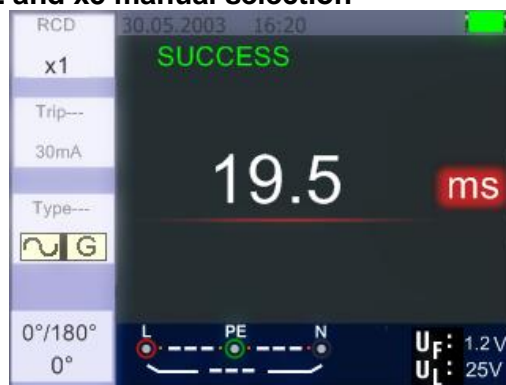 and x5 manual selection
RCD
30.05.2003 16:20
x1
SUCCESS
Trip---
30mA
19.5
ms
Type---
G
0°/180°
0°
L PE N
UF: 1.2V
UL: 25V